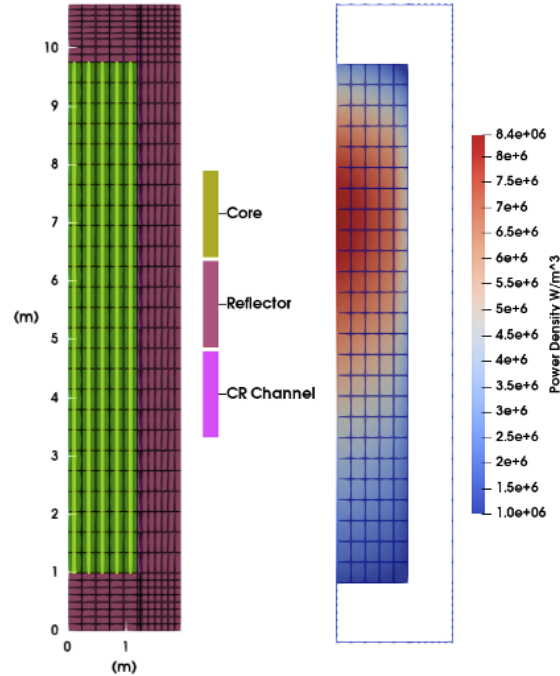 10
9
8
7
6
(m)
5
4
3
2
1
0
0
1
(m)
Core
Reflector
CR Channel
8.4e+06
8e+6
7.5e+6
7e+6
6.5e+6
6e+6
5.5e+6
5e+6
4.5e+6
4e+6
3.5e+6
3e+6
2.5e+6
2e+6
1.5e+6
1.0e+06
Power Density W/m^3